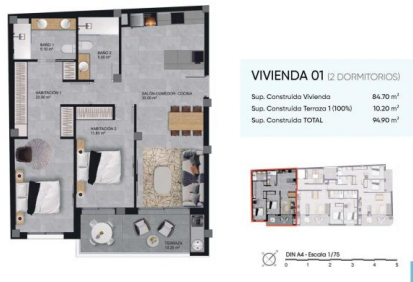 BAÑO 1
BAÑO 2
HABITACIÓN 1
SALÓN-COMEDOR-COCINA
HABITACIÓN 2
TERRAZA
VIVIENDA 01 (2 DORMITORIOS)
Sup. Construida Vivienda 84.70 m²
Sup. Construida Terraza 1 (100%) 10.20 m²
Sup. Construida TOTAL 94.90 m²
DIN A4 - Escala 1/75
0 1 2 3 4 5